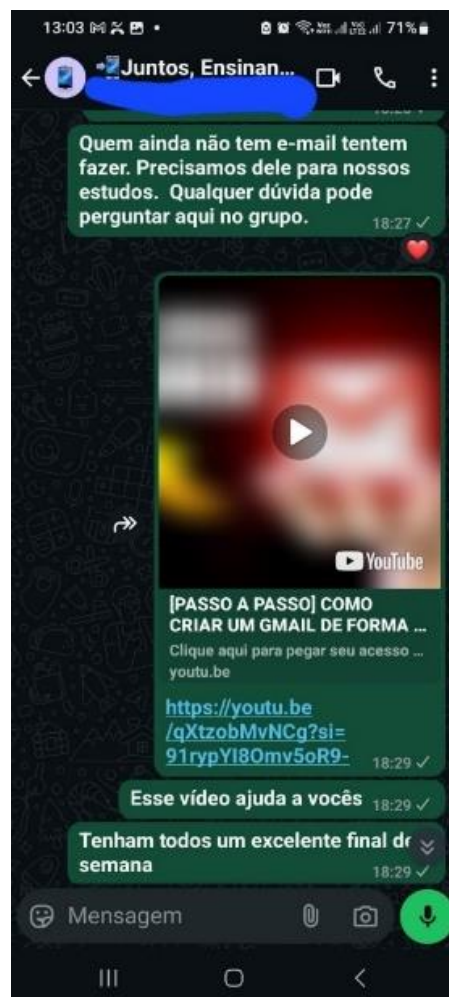 13:03
71%
Juntos, Ensinan...
Quem ainda não tem e-mail tentem
fazer. Precisamos dele para nossos
estudos. Qualquer dúvida pode
perguntar aqui no grupo.
18:27
YouTube
[PASSO A PASSO] COMO
CRIAR UM GMAIL DE FORMA ...
Clique aqui para pegar seu acesso ...
youtu.be
https://youtu.be
/qXtzobMvNCg?si=
91rypYI8Omv5oR9-
18:29
Esse vídeo ajuda a vocês 18:29
Tenham todos um excelente final de
semana
18:29
Mensagem